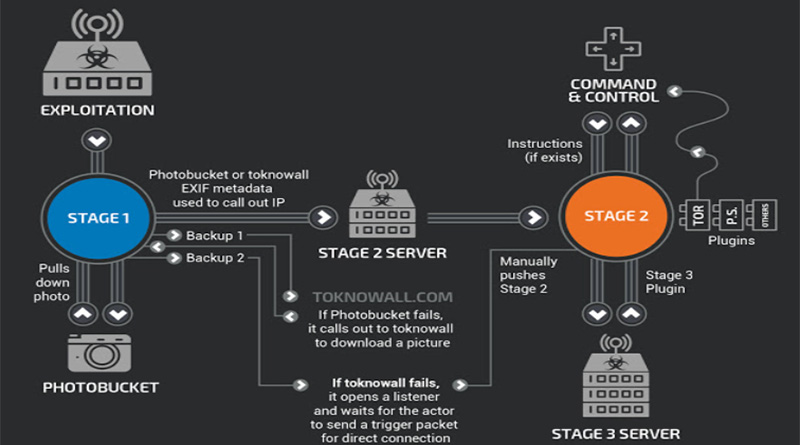 EXPLOITATION
COMMAND
& CONTROL
Instructions
(if exists)
Photobucket or toknowall
EXIF metadata
used to call out IP
STAGE 1
STAGE 2 SERVER
STAGE 2
TOR
P.S.
OTHERS
Plugins
Backup 1
Backup 2
Pulls
down
photo
TOKNOWALL.COM
If Photobucket fails,
it calls out to toknowall
to download a picture
Manually
pushes
Stage 2
Stage 3
Plugin
PHOTOBUCKET
If toknowall fails,
it opens a listener
and waits for the actor
to send a trigger packet
for direct connection
STAGE 3 SERVER